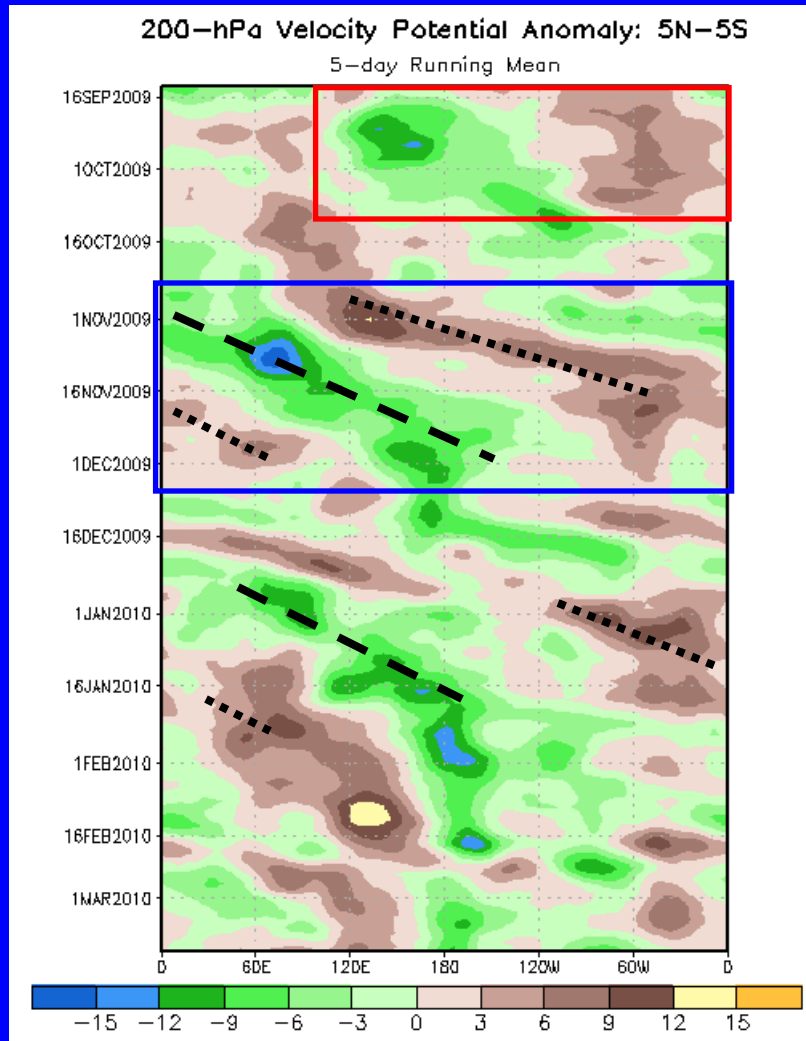 200-hPa Velocity Potential Anomaly: 5N-5S
5-day Running Mean
16SEP2009
1OCT2009
16OCT2009
1NOV2009
16NOV2009
1DEC2009
16DEC2009
1JAN2010
16JAN2010
1FEB2010
16FEB2010
1MAR2010
0 60E 120E 180 120W 60W 0
-15 -12 -9 -6 -3 0 3 6 9 12 15